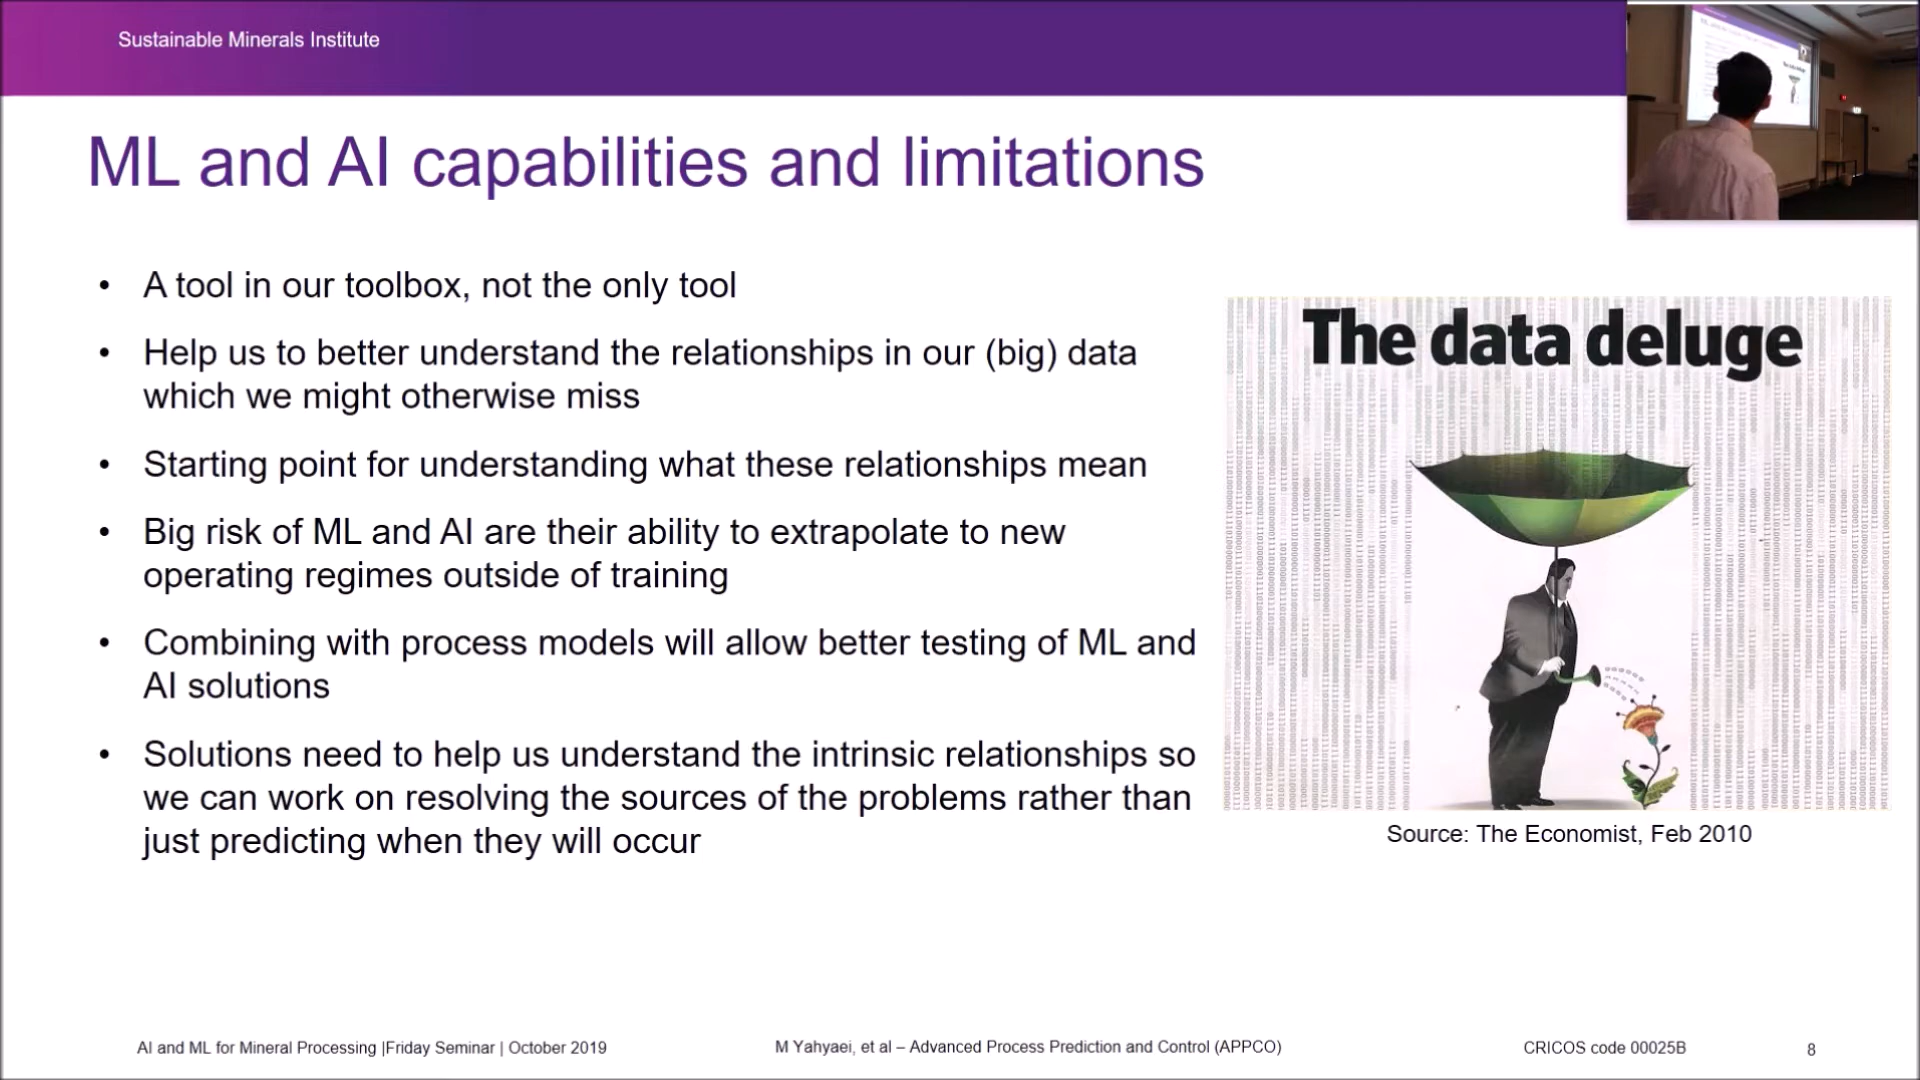 Sustainable Minerals Institute
ML and AI capabilities and limitations
• A tool in our toolbox, not the only tool
• Help us to better understand the relationships in our (big) data
which we might otherwise miss
• Starting point for understanding what these relationships mean
• Big risk of ML and AI are their ability to extrapolate to new
operating regimes outside of training
• Combining with process models will allow better testing of ML and
AI solutions
• Solutions need to help us understand the intrinsic relationships so
we can work on resolving the sources of the problems rather than
just predicting when they will occur
The data deluge
Source: The Economist, Feb 2010
AI and ML for Mineral Processing |Friday Seminar | October 2019
M Yahyaei, et al – Advanced Process Prediction and Control (APPCO)
CRICOS code 00025B
8